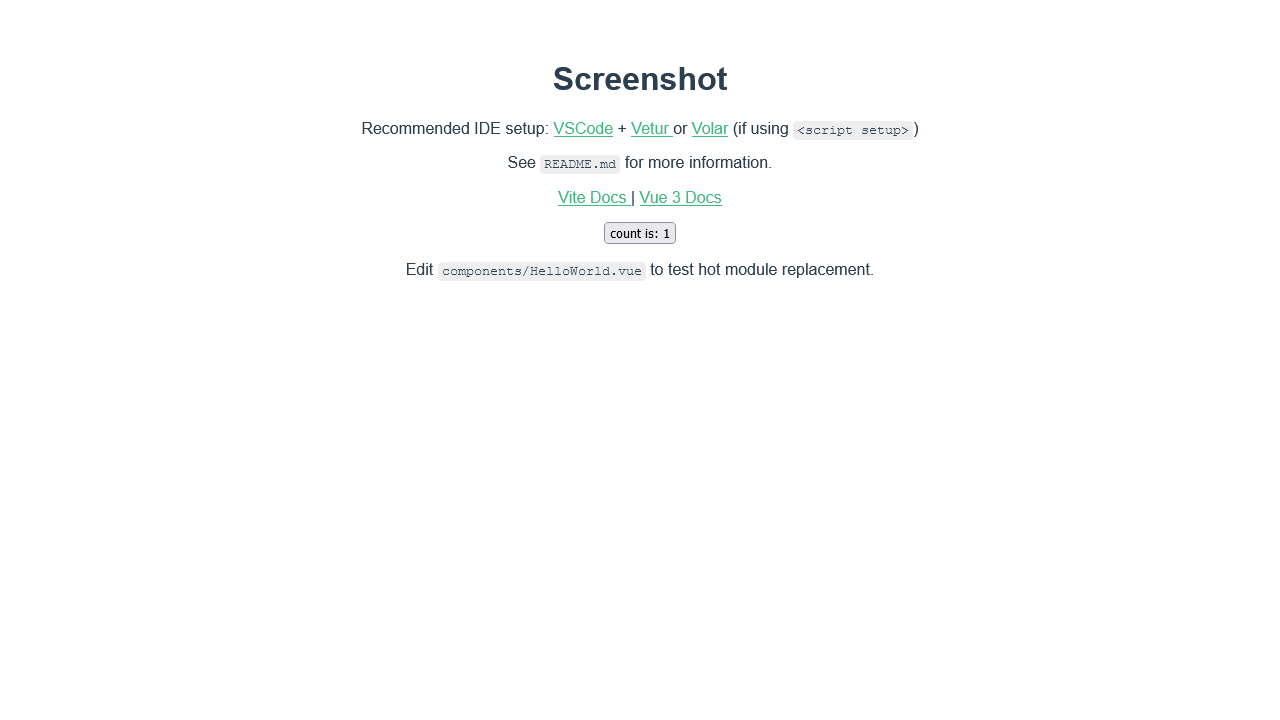 Screenshot
Recommended IDE setup: VSCode + Vetur or Volar (if using <script setup>)
See README.md for more information.
Vite Docs | Vue 3 Docs
count is: 1
Edit components/HelloWorld.vue to test hot module replacement.